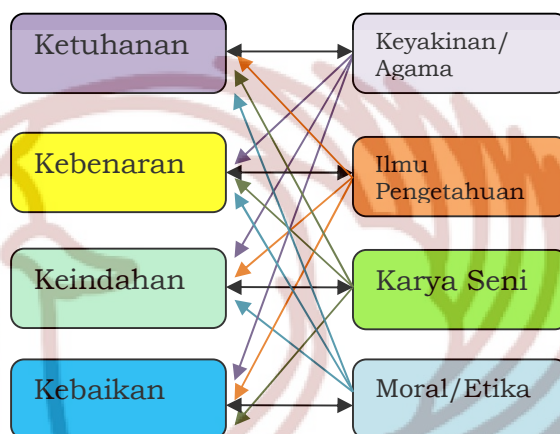 Ketuhanan
Keyakinan/
Agama
Kebenaran
Ilmu
Pengetahuan
Keindahan
Karya Seni
Kebaikan
Moral/Etika